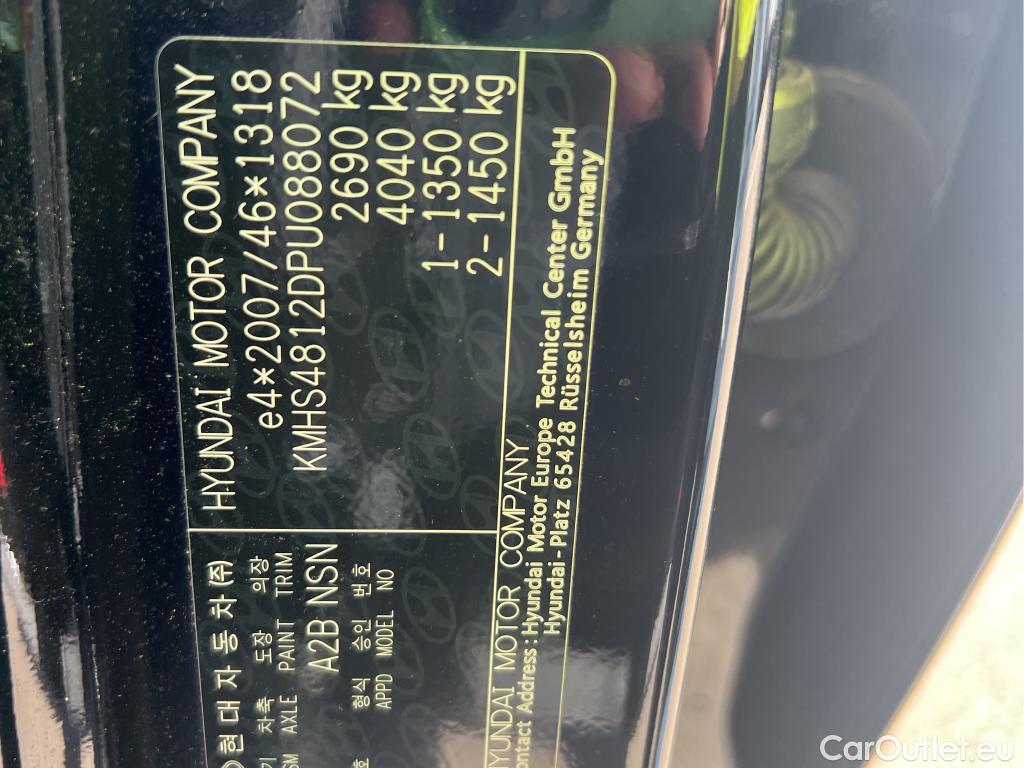 HYUNDAI MOTOR COMPANY
e4*2007/46*1318
KMHS4812DPU088072
2690 kg
4040 kg
1-1350 kg
2-1450 kg
현대자동차(주)
차축 도장 의장
AXLE PAINT TRIM
A2B NSN
형식 승인 번호
APPD MODEL NO
HYUNDAI MOTOR COMPANY
Contact Address : Hyundai Motor Europe Technical Center GmbH
Hyundai-Platz 65428 Rüsselsheim Germany
CarOutlet.eu